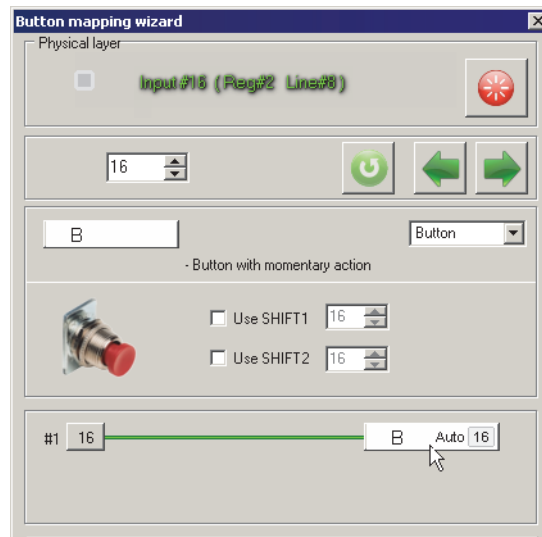 Button mapping wizard
Physical layer
Input #16 (Reg#2 Line#8)
16
B
Button
- Button with momentary action
Use SHIFT1 16
Use SHIFT2 16
#1 16 B Auto 16